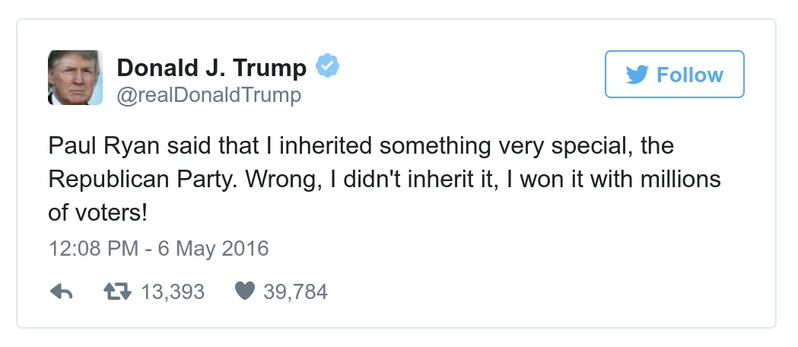 Donald J. Trump
@realDonaldTrump
Follow
Paul Ryan said that I inherited something very special, the
Republican Party. Wrong, I didn't inherit it, I won it with millions
of voters!
12:08 PM - 6 May 2016
13,393 39,784